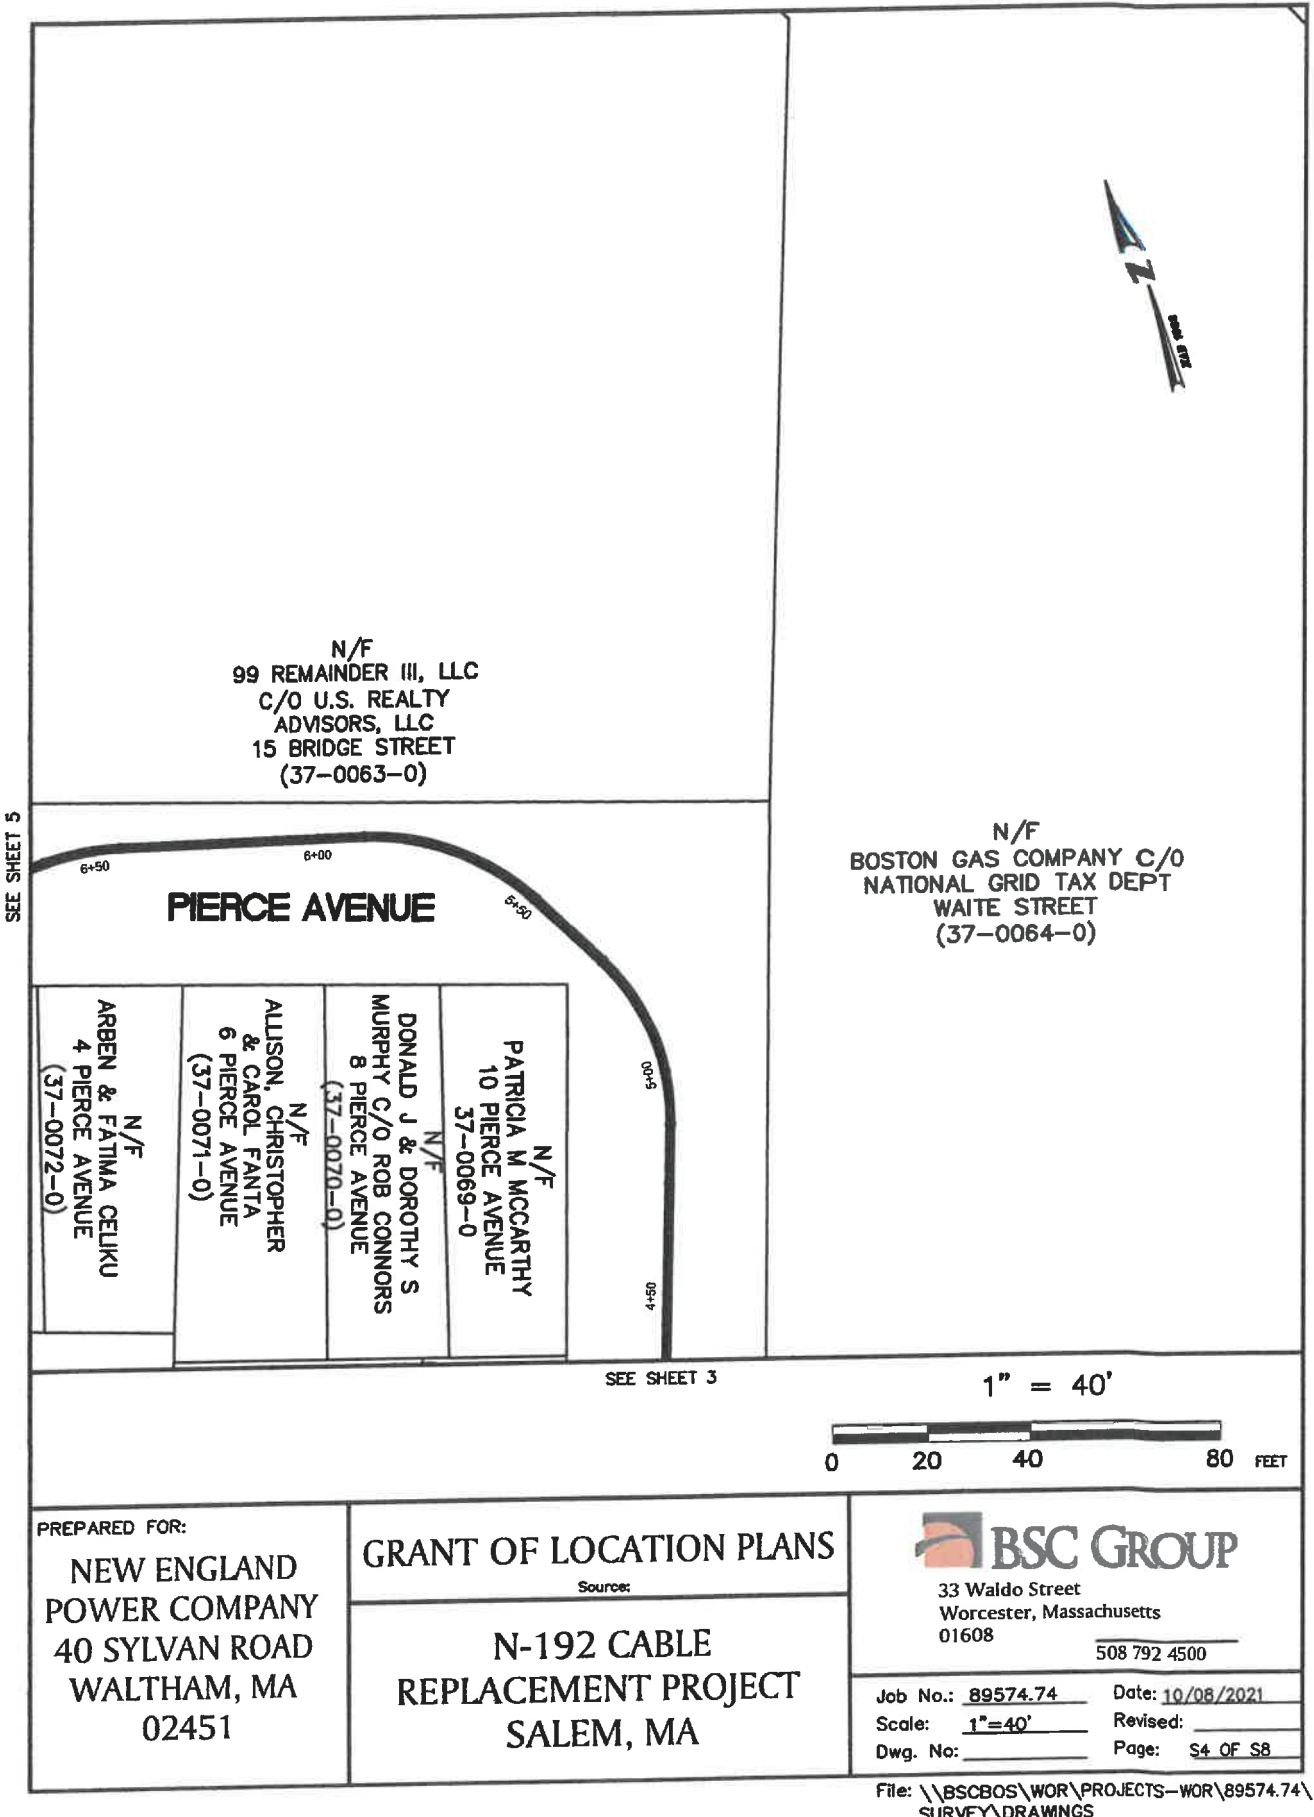 Z
NAD 1983
N/F
99 REMAINDER III, LLC
C/O U.S. REALTY
ADVISORS, LLC
15 BRIDGE STREET
(37-0063-0)
SEE SHEET 5
N/F
BOSTON GAS COMPANY C/O
NATIONAL GRID TAX DEPT
WAITE STREET
(37-0064-0)
6+50
6+00
5+50
5+00
4+50
PIERCE AVENUE
N/F
ARBEN & FATIMA CELIKU
4 PIERCE AVENUE
(37-0072-0)
N/F
ALLISON, CHRISTOPHER
& CAROL FANTA
6 PIERCE AVENUE
(37-0071-0)
N/F
DONALD J & DOROTHY S
MURPHY C/O ROB CONNORS
8 PIERCE AVENUE
(37-0070-0)
N/F
PATRICIA M MCCARTHY
10 PIERCE AVENUE
37-0069-0
SEE SHEET 3
1" = 40'
0 20 40 80 FEET
PREPARED FOR:
NEW ENGLAND
POWER COMPANY
40 SYLVAN ROAD
WALTHAM, MA
02451
GRANT OF LOCATION PLANS
Source:
N-192 CABLE
REPLACEMENT PROJECT
SALEM, MA
BSC GROUP
33 Waldo Street
Worcester, Massachusetts
01608
508 792 4500
Job No.: 89574.74 Date: 10/08/2021
Scale: 1"=40' Revised:
Dwg. No: Page: S4 OF S8
File: \\BSCBOS\WOR\PROJECTS-WOR\89574.74\
SURVEY\DRAWINGS